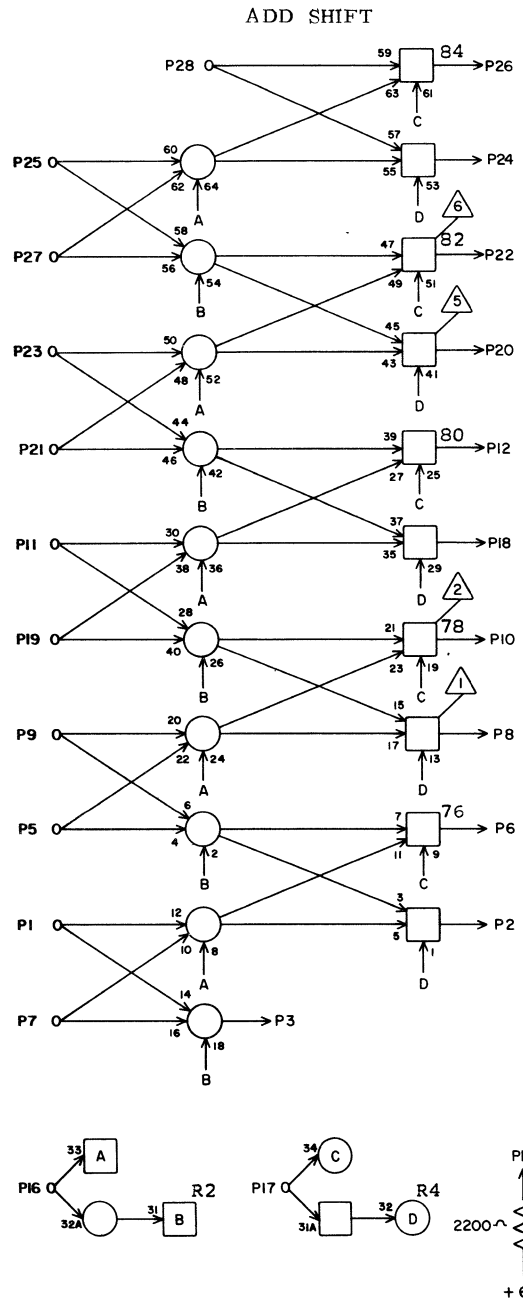 ADD SHIFT
P28 O 59 84 P26
63 61
C
57
P25 O 60 55 P24
62 64 53
A D
58 6
P27 O 56 54 47 82 P22
49 51
B C
45 5
P23 O 50 43 P20
48 52 41
A D
44
P21 O 46 42 39 80 P12
27 25
B C
37
P11 O 30 35 P18
38 36 29
A D
28 2
P19 O 40 26 21 78 P10
23 19
B C
15 1
P9 O 20 17 P8
22 24 13
A D
6
P5 O 4 2 7 76 P6
11 9
B C
3
P1 O 12 5 P2
10 8 1
A D
14
P7 O 16 18 P3
B
33 A 34 C
P16 O R2 P17 O R4
32A 31 B 31A 32 D
2200